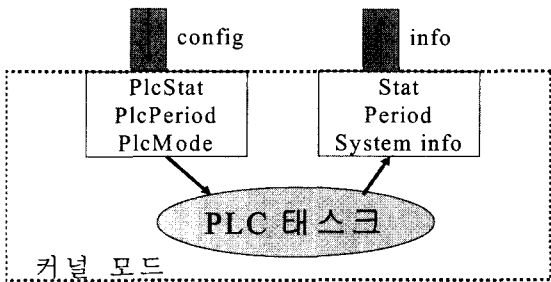 config
info
PlcStat
PlcPeriod
PlcMode
Stat
Period
System info
PLC 태스크
커널 모드